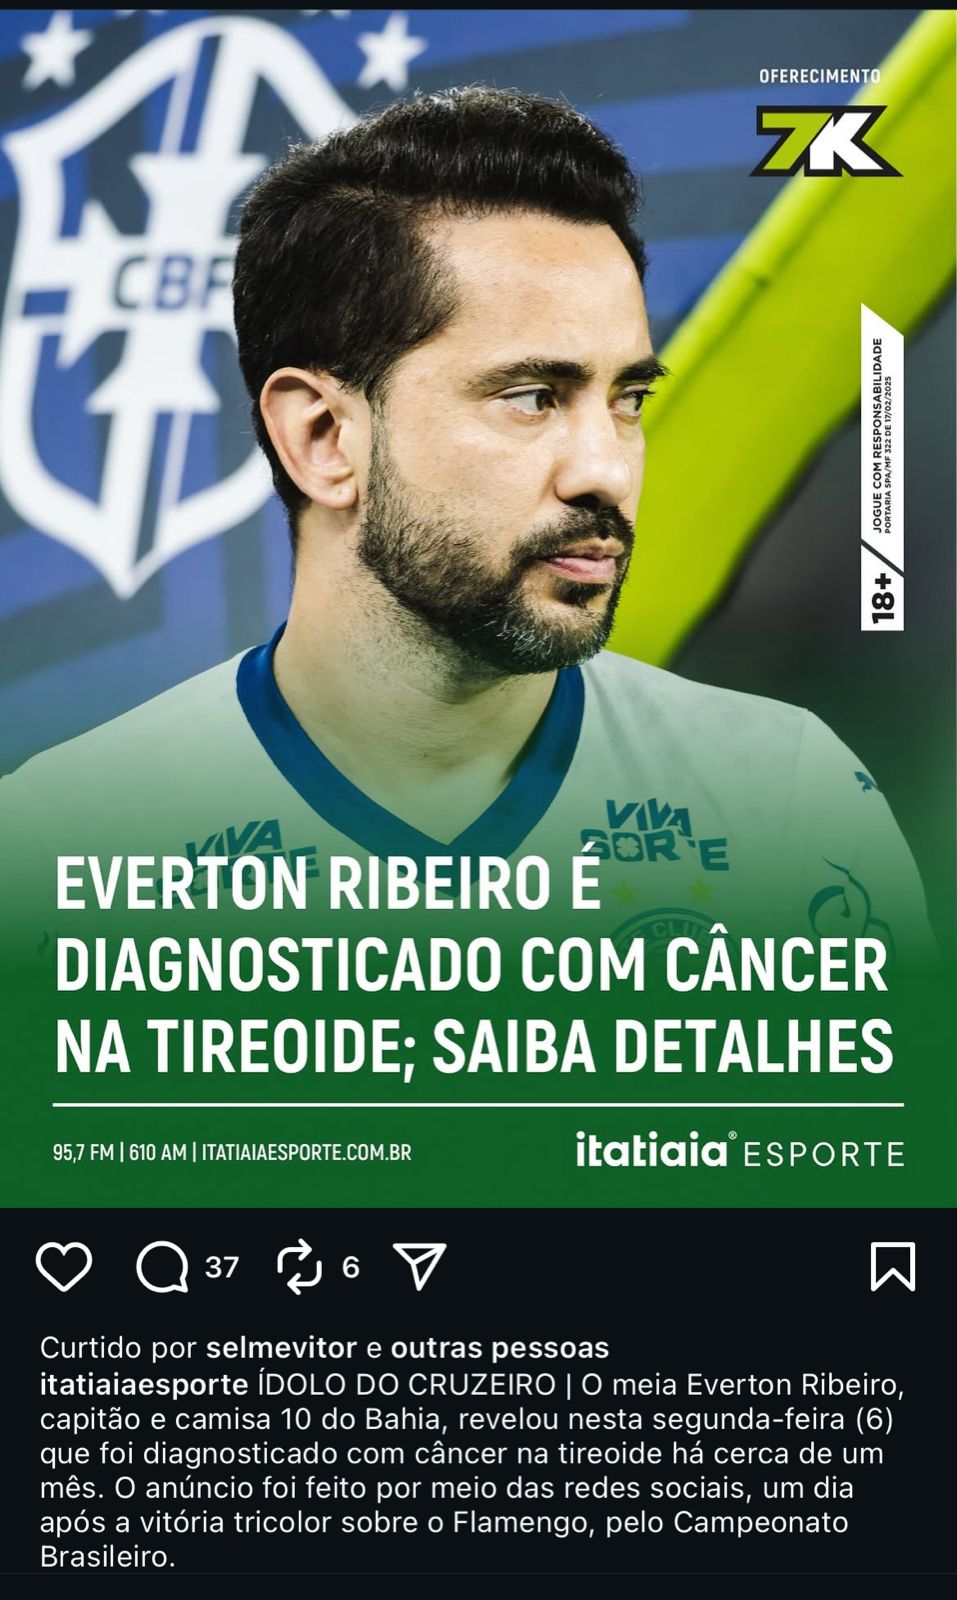 OFERECIMENTO
7K
CBF
JOGUE COM RESPONSABILIDADE
PORTARIA SPA/MF 322 DE 17/02/2025
18+
VIVA
VIVA
SORTE
EVERTON RIBEIRO É
DIAGNOSTICADO COM CÂNCER
NA TIREOIDE; SAIBA DETALHES
95,7 FM | 610 AM | ITATIAIAESPORTE.COM.BR
itatiaia® ESPORTE
37
6
Curtido por selmevitor e outras pessoas
itatiaiaesporte ÍDOLO DO CRUZEIRO | O meia Everton Ribeiro,
capitão e camisa 10 do Bahia, revelou nesta segunda-feira (6)
que foi diagnosticado com câncer na tireoide há cerca de um
mês. O anúncio foi feito por meio das redes sociais, um dia
após a vitória tricolor sobre o Flamengo, pelo Campeonato
Brasileiro.